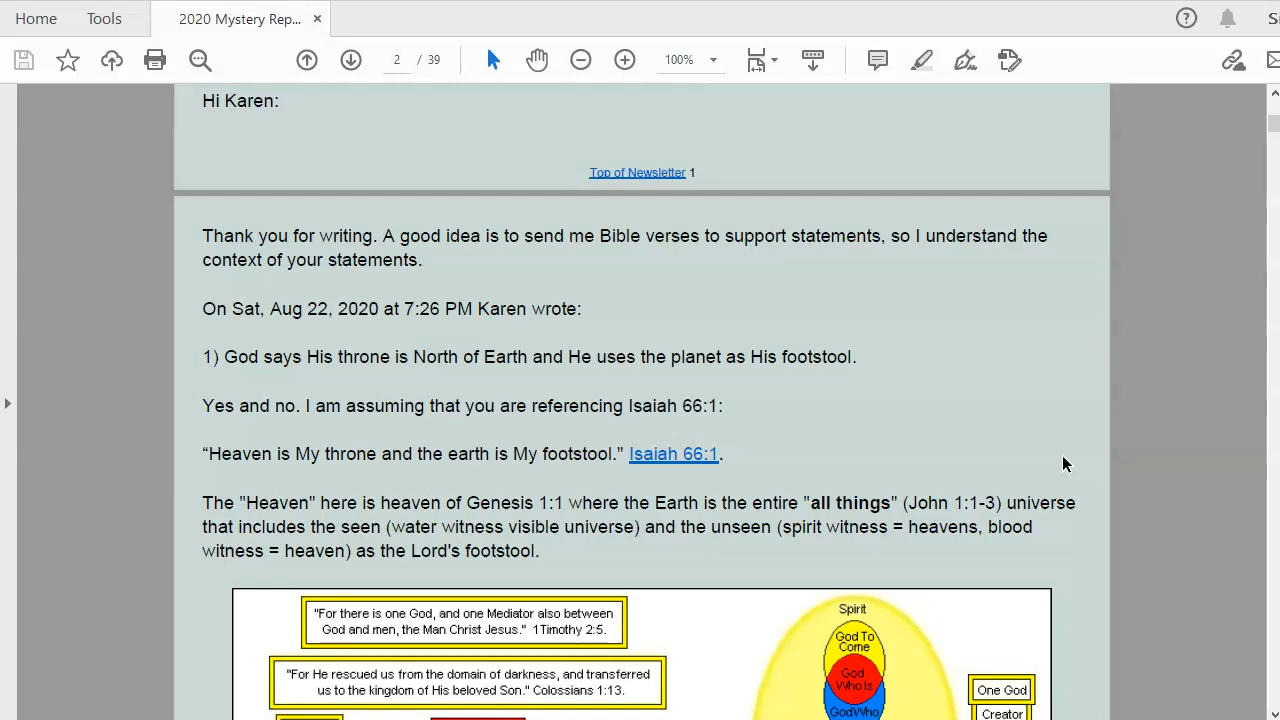 Home Tools 2020 Mystery Rep... ×
2 / 39 100%
Hi Karen:
Top of Newsletter 1
Thank you for writing. A good idea is to send me Bible verses to support statements, so I understand the
context of your statements.
On Sat, Aug 22, 2020 at 7:26 PM Karen wrote:
1) God says His throne is North of Earth and He uses the planet as His footstool.
Yes and no. I am assuming that you are referencing Isaiah 66:1:
“Heaven is My throne and the earth is My footstool." Isaiah 66:1.
The "Heaven" here is heaven of Genesis 1:1 where the Earth is the entire "all things" (John 1:1-3) universe
that includes the seen (water witness visible universe) and the unseen (spirit witness = heavens, blood
witness = heaven) as the Lord's footstool.
"For there is one God, and one Mediator also between
God and men, the Man Christ Jesus." 1Timothy 2:5.
"For He rescued us from the domain of darkness, and transferred
us to the kingdom of His beloved Son." Colossians 1:13.
Spirit
God To
Come
God
Who Is
God Who
One God
Creator